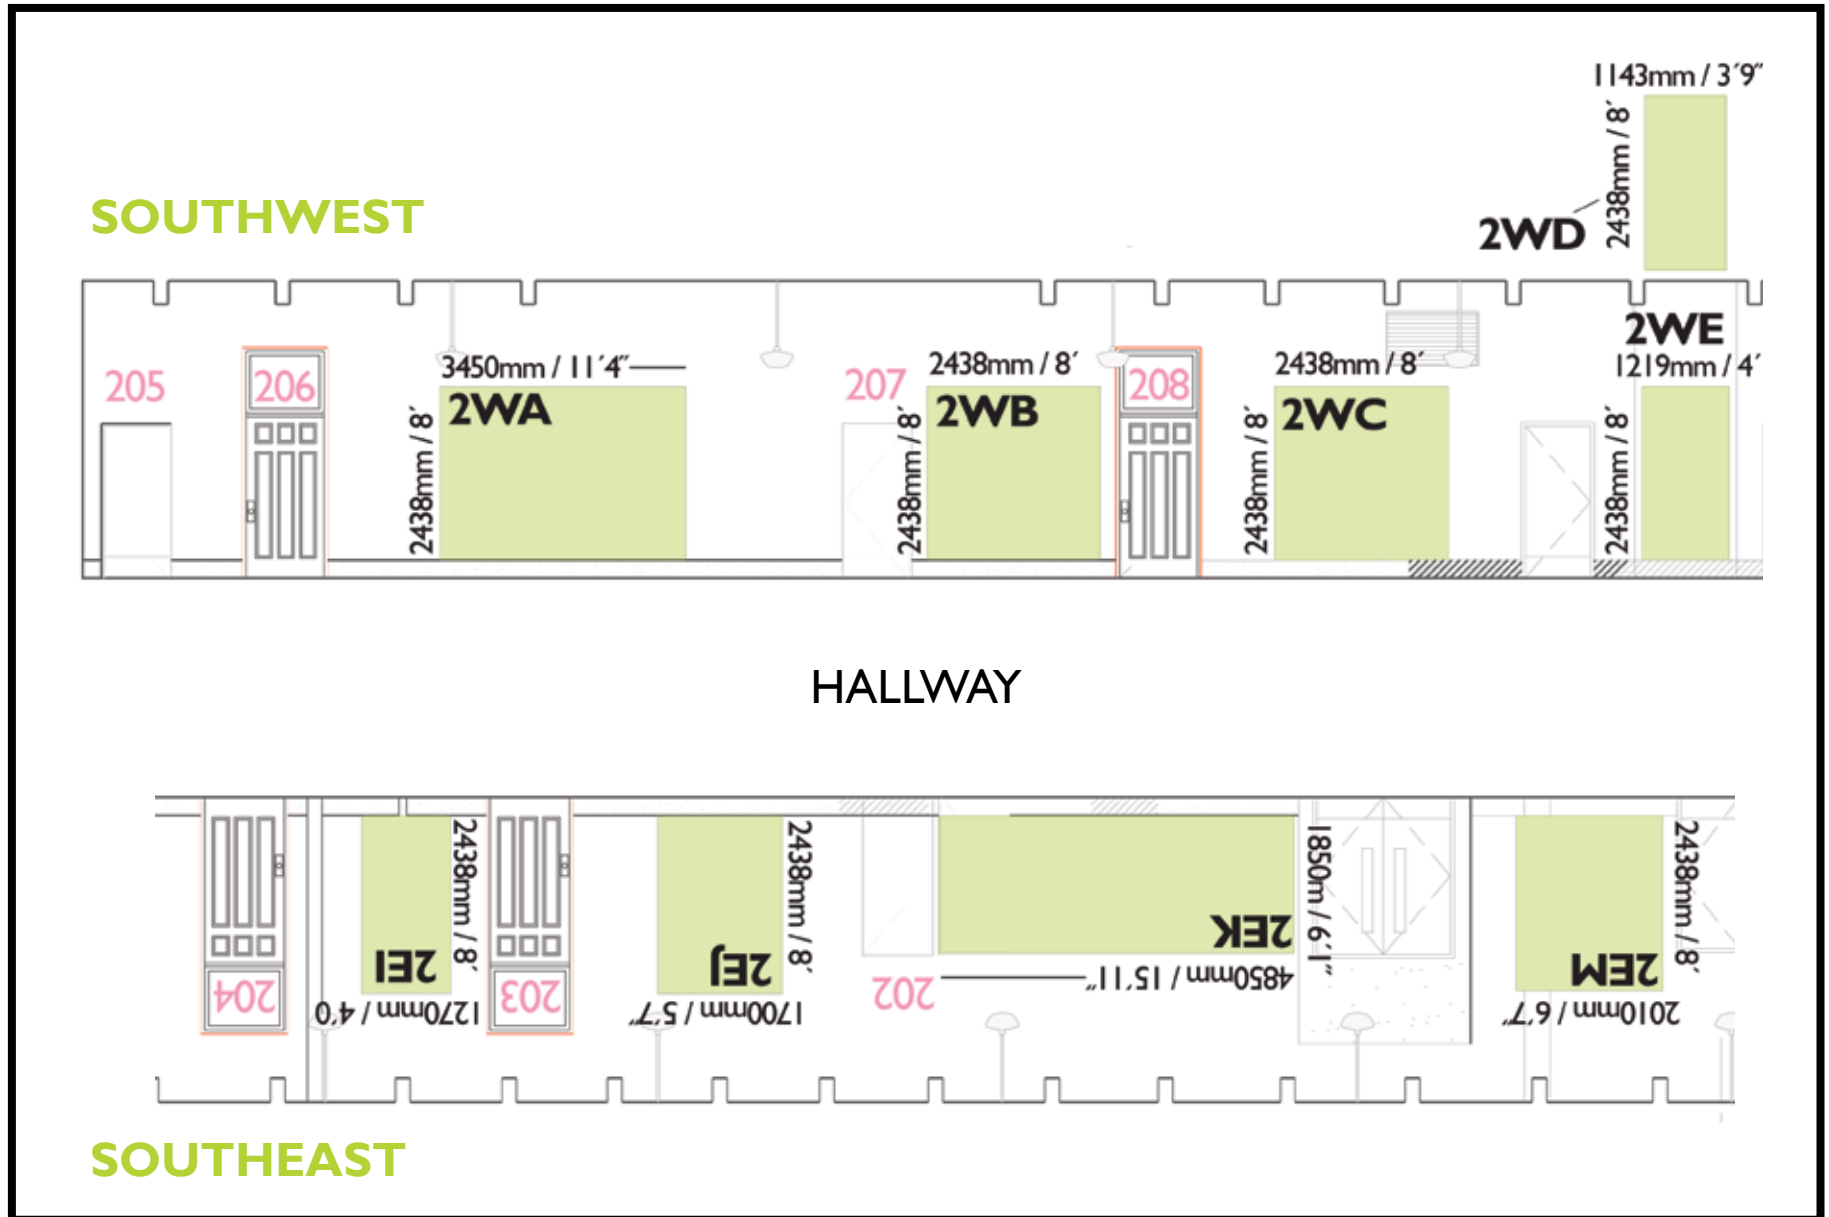 1143mm / 3´9˝
2438mm / 8´
2WD
SOUTHWEST
205
206
3450mm / 11´4˝
2WA
2438mm / 8´
207
2438mm / 8´
2WB
2438mm / 8´
208
2438mm / 8´
2WC
2438mm / 8´
2WE
1219mm / 4´
2438mm / 8´
HALLWAY
204
2EI
2438mm / 8´
1270mm / 4´0
203
2EJ
2438mm / 8´
1700mm / 5´7˝
202
2EK
1850m / 6´1˝
4850mm / 15´11˝
2EM
2438mm / 8´
2010mm / 6´7˝
SOUTHEAST